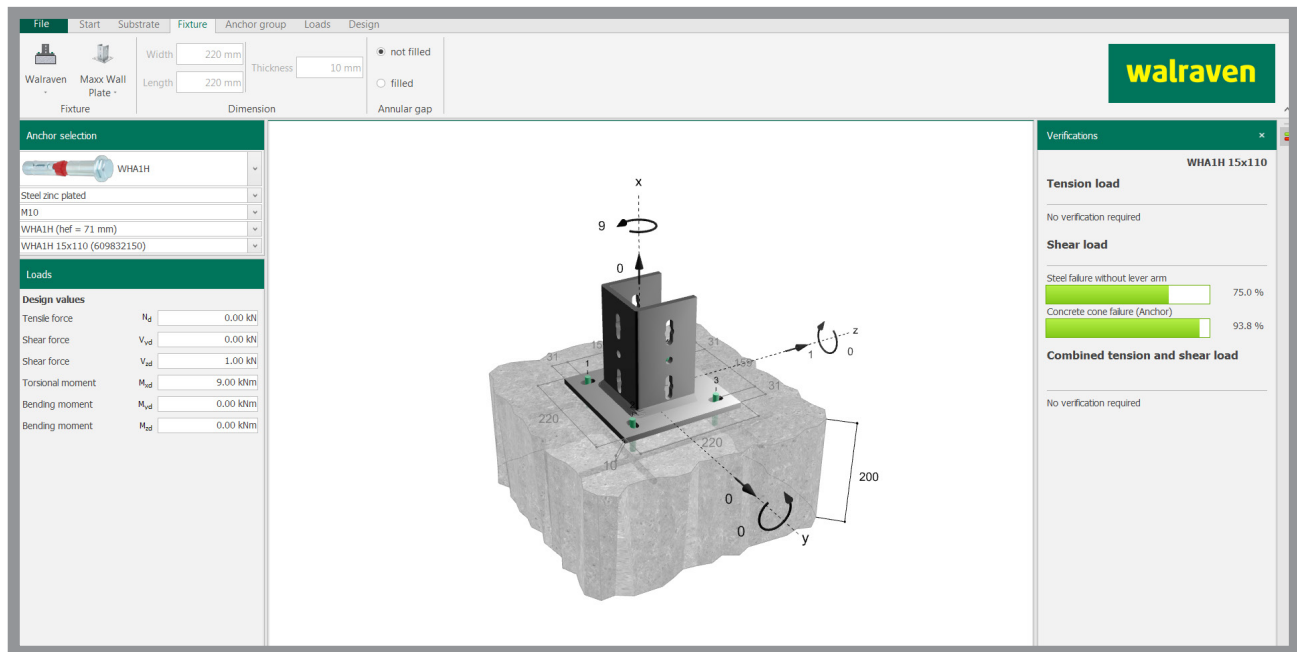 File Start Substrate Fixture Anchor group Loads Design
Walraven
Maxx Wall Plate
Fixture
Width 220 mm
Length 220 mm
Thickness 10 mm
Dimension
not filled
filled
Annular gap
walraven
Anchor selection
WHA1H
Steel zinc plated
M10
WHA1H (hef = 71 mm)
WHA1H 15x110 (609832150)
Loads
Design values
Tensile force Nd 0.00 kN
Shear force Vyd 0.00 kN
Shear force Vzd 1.00 kN
Torsional moment Mxd 9.00 kNm
Bending moment Myd 0.00 kNm
Bending moment Mzd 0.00 kNm
x
9
0
z
1 0
31
1
31
3
31
220
220
10
200
0
0
y
Verifications ×
WHA1H 15x110
Tension load
No verification required
Shear load
Steel failure without lever arm
75.0 %
Concrete cone failure (Anchor)
93.8 %
Combined tension and shear load
No verification required